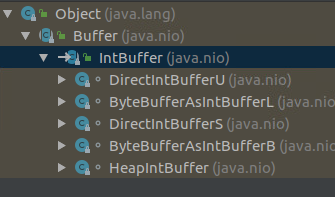 Object (java.lang)
Buffer (java.nio)
IntBuffer (java.nio)
DirectIntBufferU (java.nio)
ByteBufferAsIntBufferL (java.nio)
DirectIntBufferS (java.nio)
ByteBufferAsIntBufferB (java.nio)
HeapIntBuffer (java.nio)